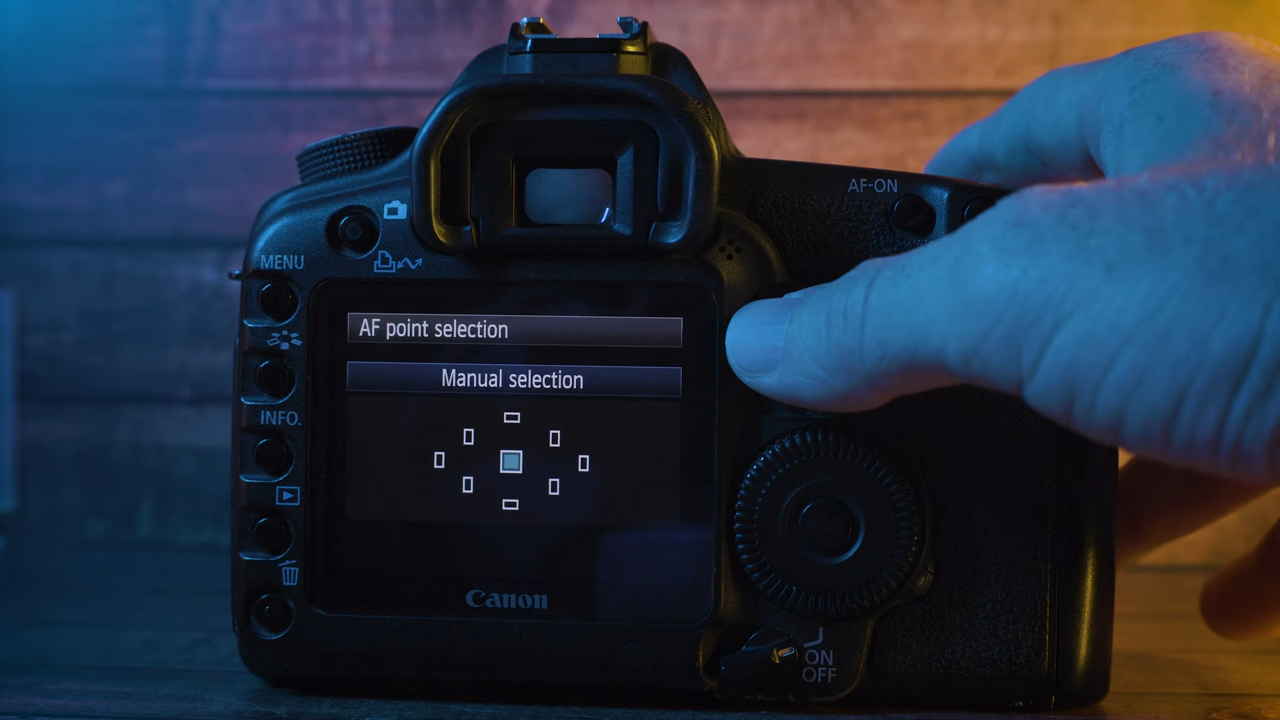 AF-ON
MENU
AF point selection
Manual selection
INFO.
Canon
ON
OFF